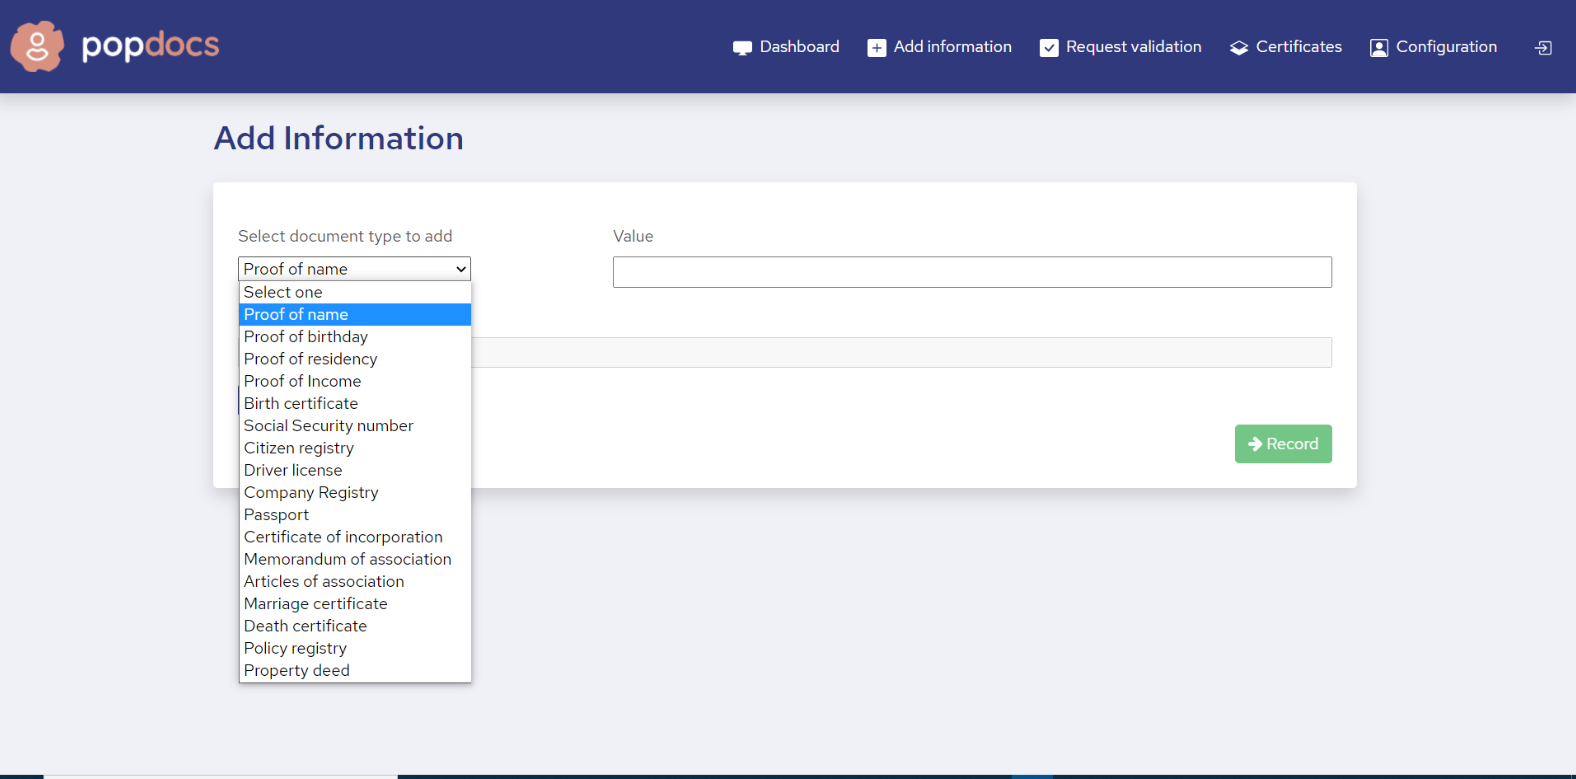 popdocs
Dashboard
Add information
Request validation
Certificates
Configuration
Add Information
Select document type to add
Value
Proof of name
Select one
Proof of name
Proof of birthday
Proof of residency
Proof of Income
Birth certificate
Social Security number
Citizen registry
Driver license
Company Registry
Passport
Certificate of incorporation
Memorandum of association
Articles of association
Marriage certificate
Death certificate
Policy registry
Property deed
Record